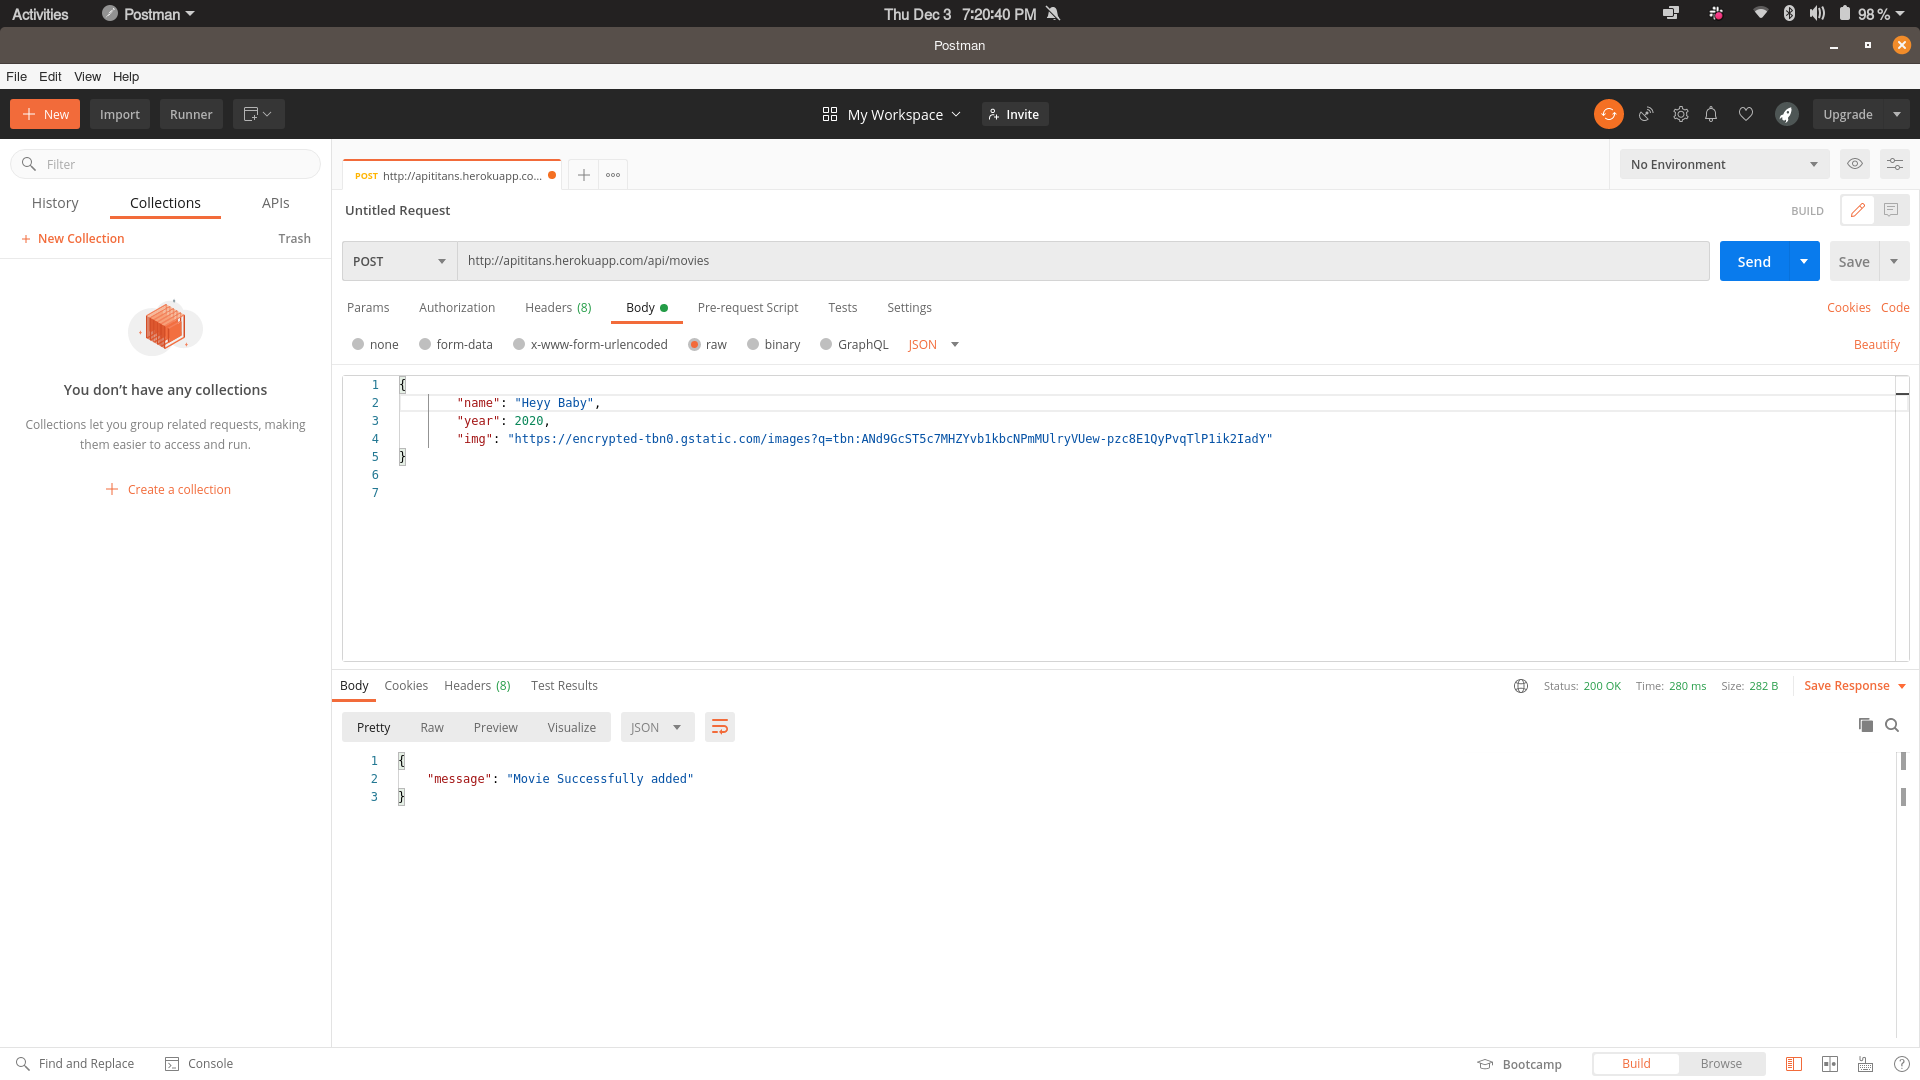 Activities Postman Thu Dec 3 7:20:40 PM 98 %
Postman
File Edit View Help
New Import Runner My Workspace Invite Upgrade
Filter
POST http://apititans.herokuapp.co... No Environment
History Collections APIs
Untitled Request BUILD
New Collection Trash
POST http://apititans.herokuapp.com/api/movies Send Save
Params Authorization Headers (8) Body Pre-request Script Tests Settings Cookies Code
none form-data x-www-form-urlencoded raw binary GraphQL JSON Beautify
You don’t have any collections
Collections let you group related requests, making
them easier to access and run.
Create a collection
1 {
2 "name": "Heyy Baby",
3 "year": 2020,
4 "img": "https://encrypted-tbn0.gstatic.com/images?q=tbn:ANd9GcST5c7MHZYvb1kbcNPmMUlryVUew-pzc8E1QyPvqTlP1ik2IadY"
5 }
6
7
Body Cookies Headers (8) Test Results Status: 200 OK Time: 280 ms Size: 282 B Save Response
Pretty Raw Preview Visualize JSON
1 {
2 "message": "Movie Successfully added"
3 }
Find and Replace Console Bootcamp Build Browse